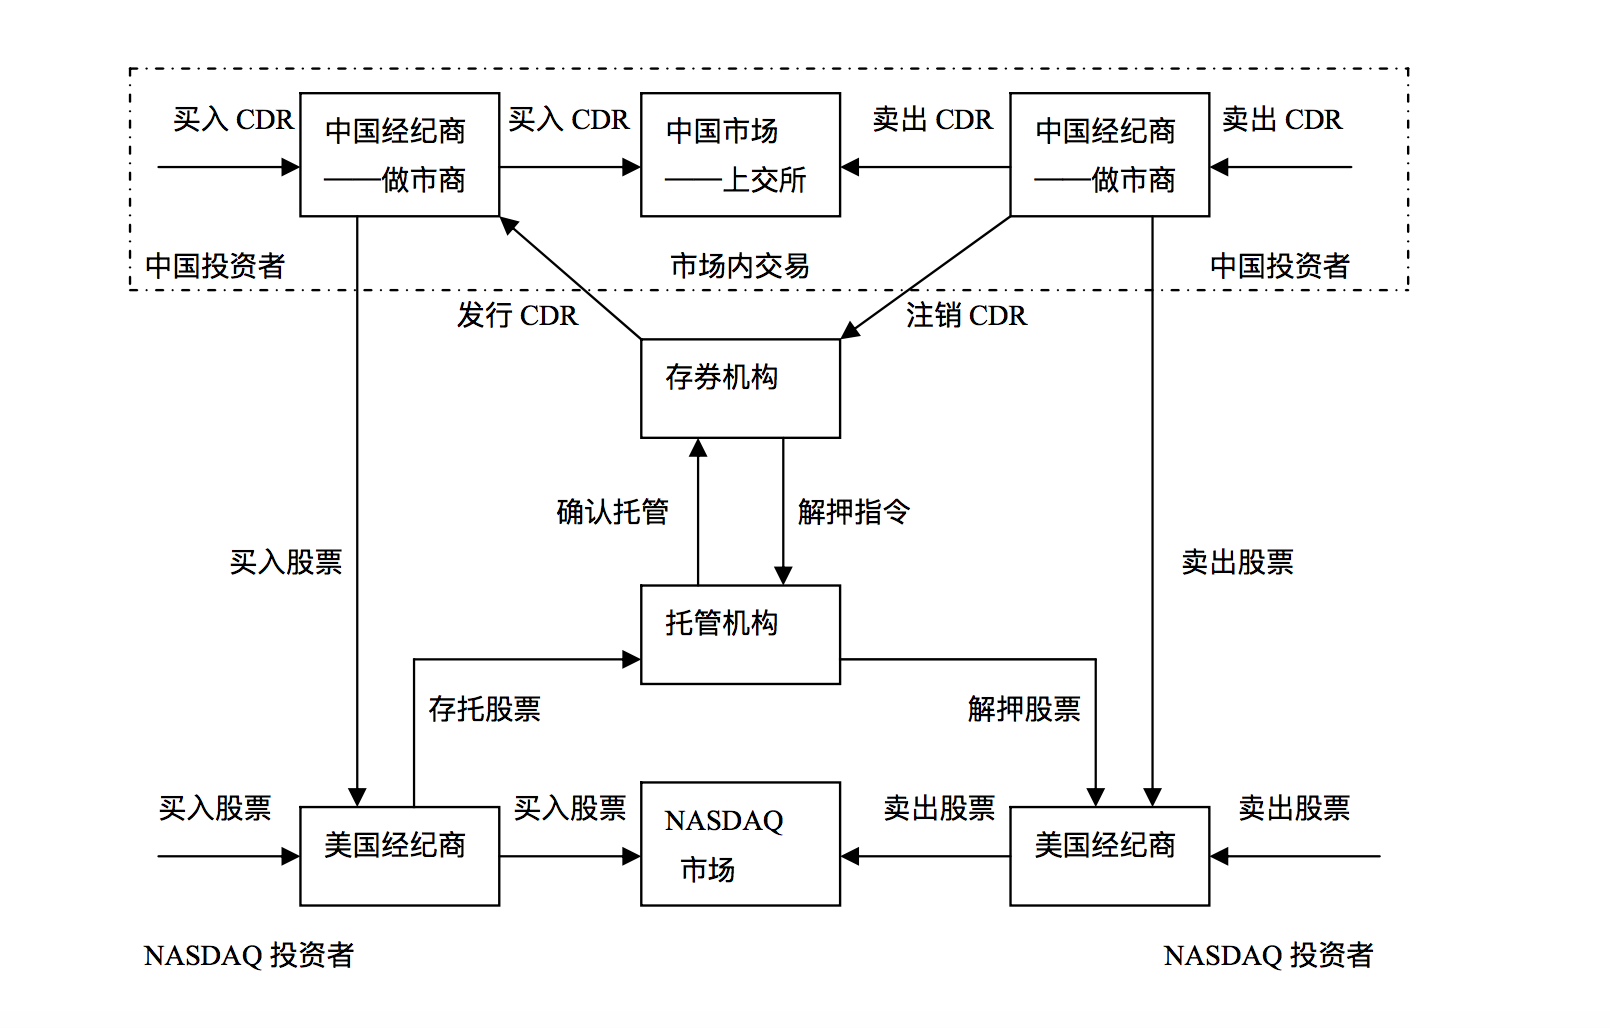 买入 CDR
中国经纪商
——做市商
买入 CDR
中国市场
——上交所
卖出 CDR
中国经纪商
——做市商
卖出 CDR
中国投资者
市场内交易
中国投资者
发行 CDR
注销 CDR
存券机构
确认托管
解押指令
买入股票
卖出股票
托管机构
存托股票
解押股票
买入股票
美国经纪商
买入股票
NASDAQ
市场
卖出股票
美国经纪商
卖出股票
NASDAQ 投资者
NASDAQ 投资者